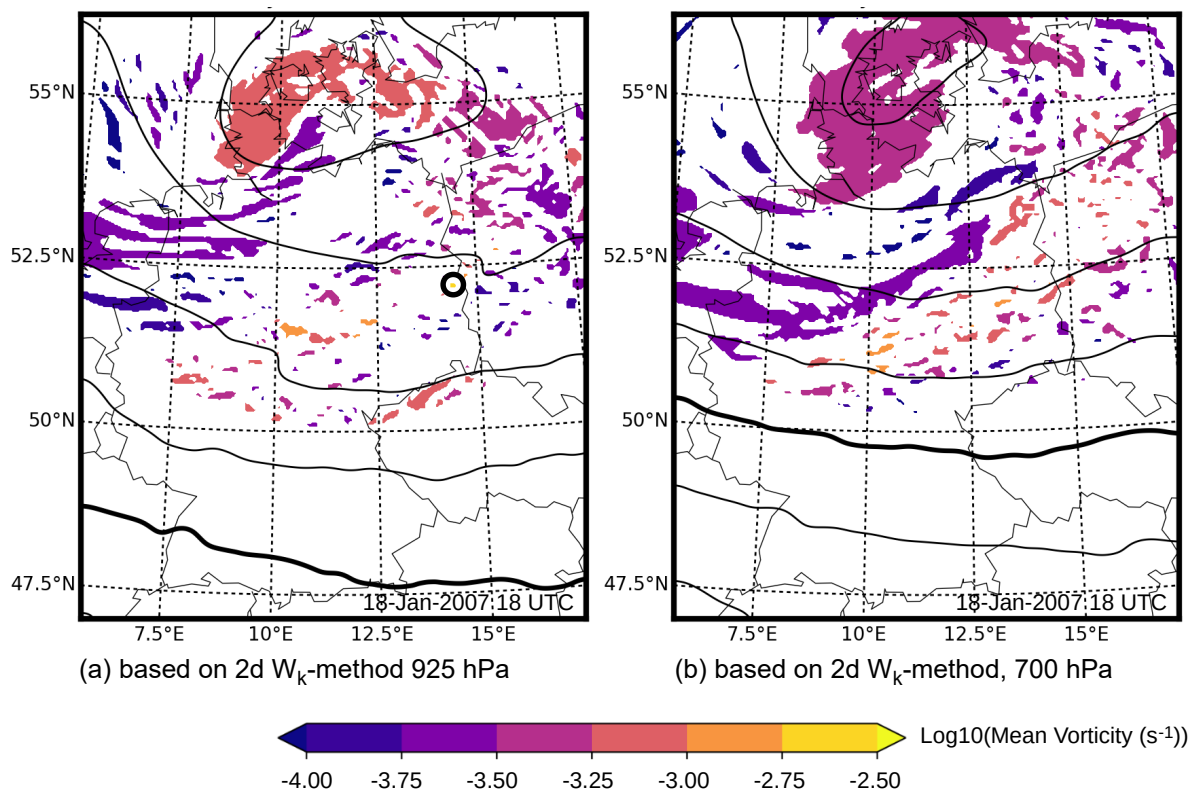 55°N
52.5°N
50°N
47.5°N
18-Jan-2007,18 UTC
7.5°E 10°E 12.5°E 15°E
55°N
52.5°N
50°N
47.5°N
18-Jan-2007,18 UTC
7.5°E 10°E 12.5°E 15°E
(a) based on 2d Wk-method 925 hPa
(b) based on 2d Wk-method, 700 hPa
Log10(Mean Vorticity (s-1))
-4.00 -3.75 -3.50 -3.25 -3.00 -2.75 -2.50